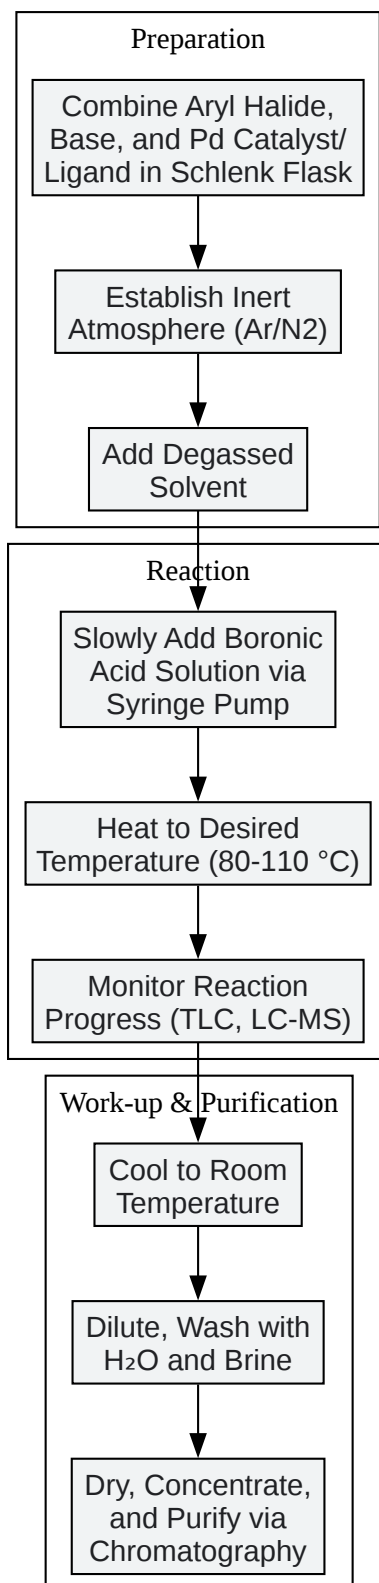 Preparation
Combine Aryl Halide,
Base, and Pd Catalyst/
Ligand in Schlenk Flask
Establish Inert
Atmosphere (Ar/N2)
Add Degassed
Solvent
Reaction
Slowly Add Boronic
Acid Solution via
Syringe Pump
Heat to Desired
Temperature (80-110 °C)
Monitor Reaction
Progress (TLC, LC-MS)
Work-up & Purification
Cool to Room
Temperature
Dilute, Wash with
H₂O and Brine
Dry, Concentrate,
and Purify via
Chromatography